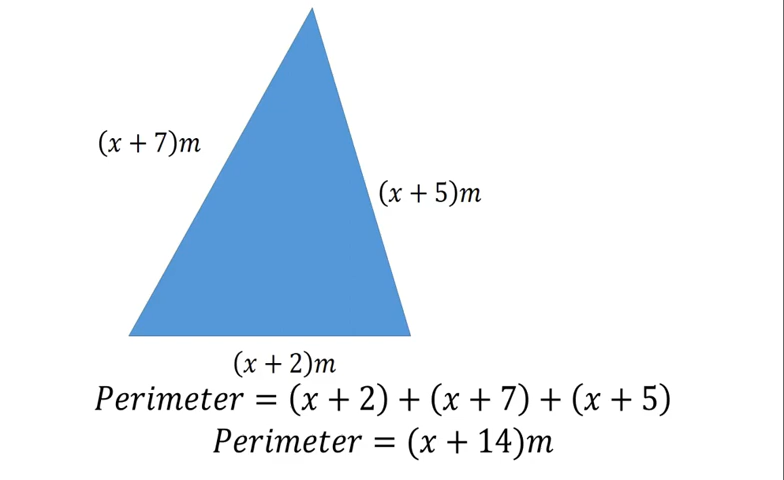 (x + 7)m
(x + 5)m
(x + 2)m
Perimeter = (x + 2) + (x + 7) + (x + 5)
Perimeter = (x + 14)m